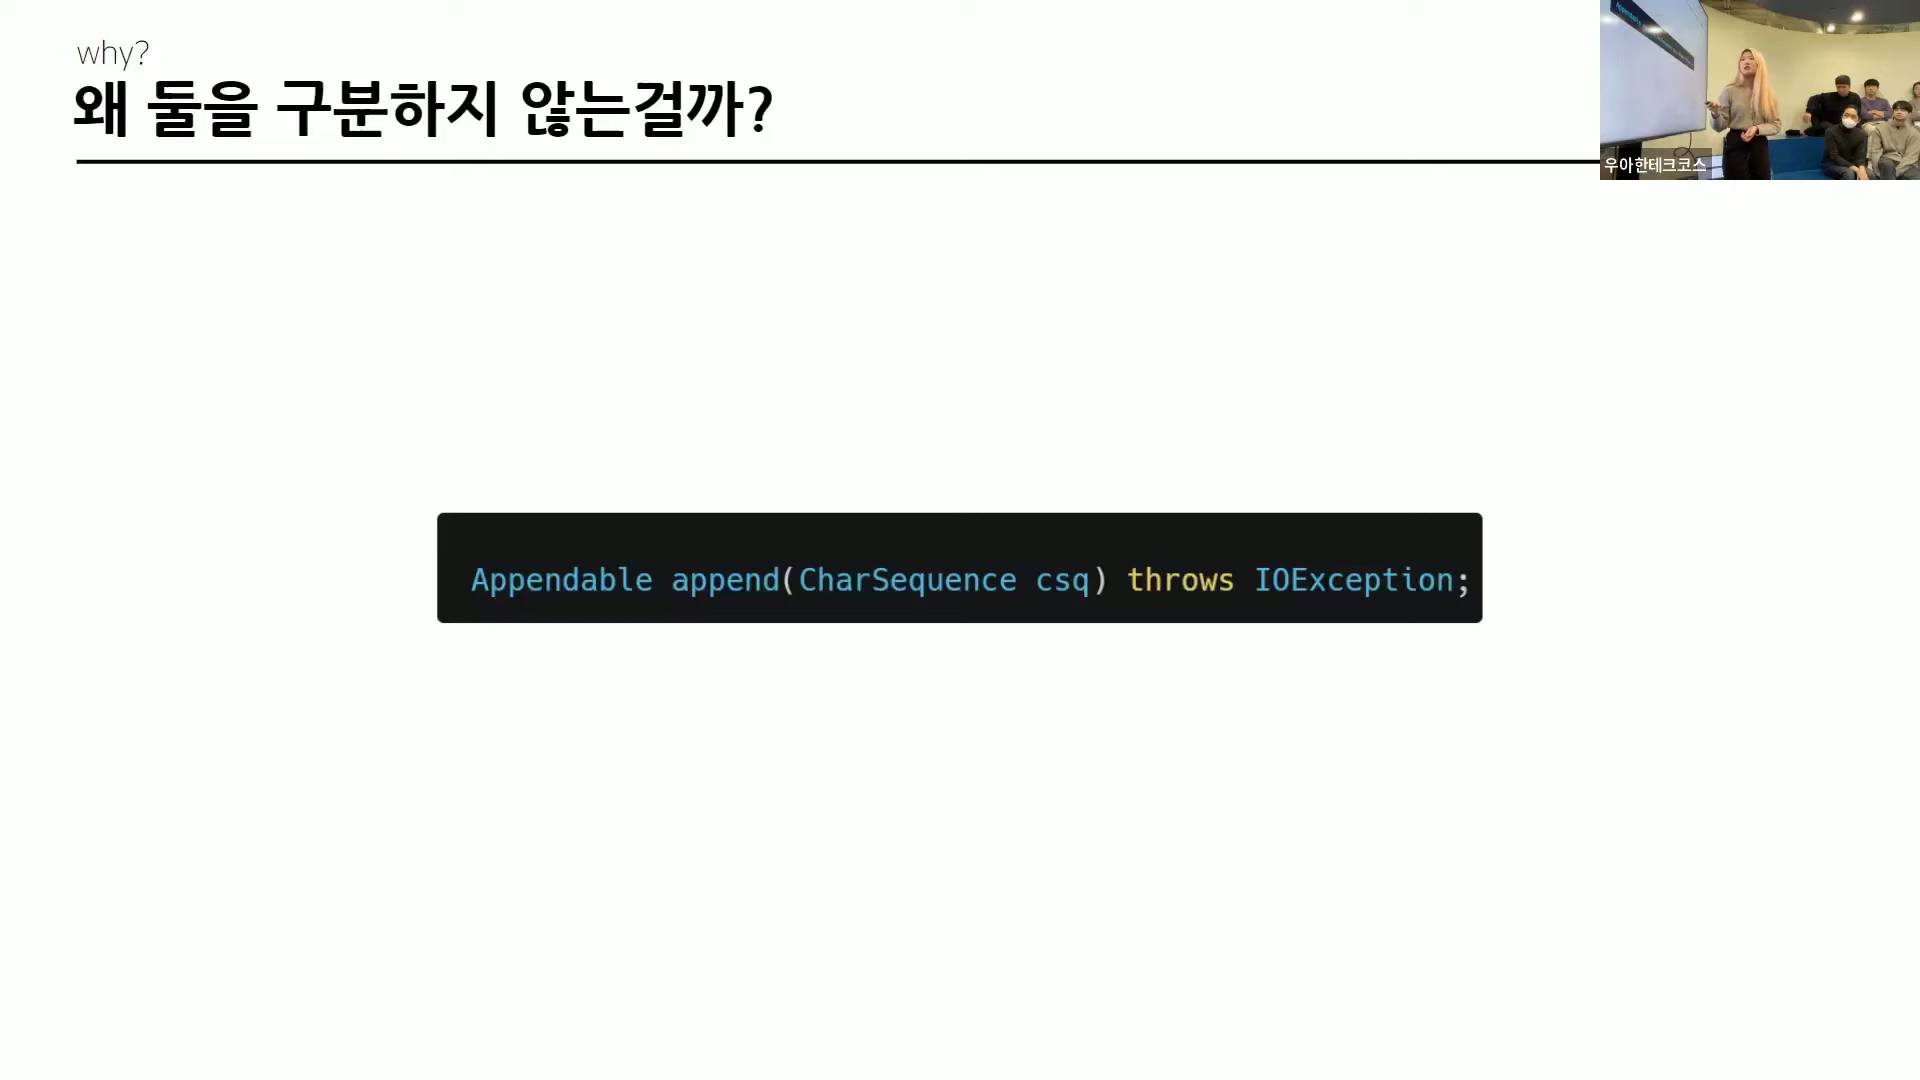 why?
왜 둘을 구분하지 않는걸까?
우아한테크코스
Appendable append(CharSequence csq) throws IOException;